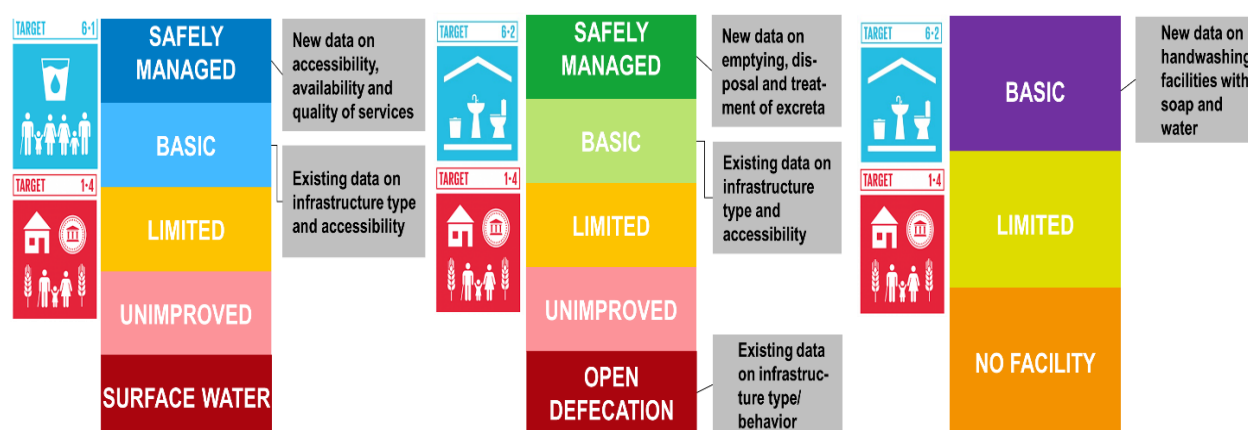 TARGET 6·1
SAFELY
MANAGED
BASIC
TARGET 1·4
LIMITED
UNIMPROVED
SURFACE WATER
New data on
accessibility,
availability and
quality of services
Existing data on
infrastructure type
and accessibility
TARGET 6·2
SAFELY
MANAGED
BASIC
TARGET 1·4
LIMITED
UNIMPROVED
OPEN
DEFECATION
New data on
emptying, dis-
posal and treat-
ment of excreta
Existing data on
infrastructure
type and
accessibility
Existing data
on infrastruc-
ture type/
behavior
TARGET 6·2
BASIC
TARGET 1·4
LIMITED
NO FACILITY
New data on
handwashing
facilities with
soap and
water